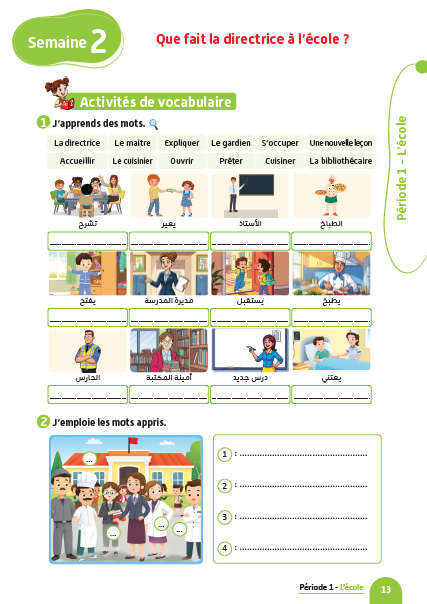 Semaine 2
Que fait la directrice à l'école ?
Activités de vocabulaire
1 J'apprends des mots.
La directrice Le maitre Expliquer Le gardien S'occuper Une nouvelle leçon
Accueillir Le cuisinier Ouvrir Prêter Cuisiner La bibliothécaire
تشرح يعير الأستاذ الطباخ
يفتح مديرة المدرسة يستقبل يطبخ
الحارس أمينة المكتبة درس جديد يعتني
2 J'emploie les mots appris.
...
...
...
...
1 : ................................................
2 : ................................................
3 : ................................................
4 : ................................................
Période 1 - L'école
Période 1 - L'école
13